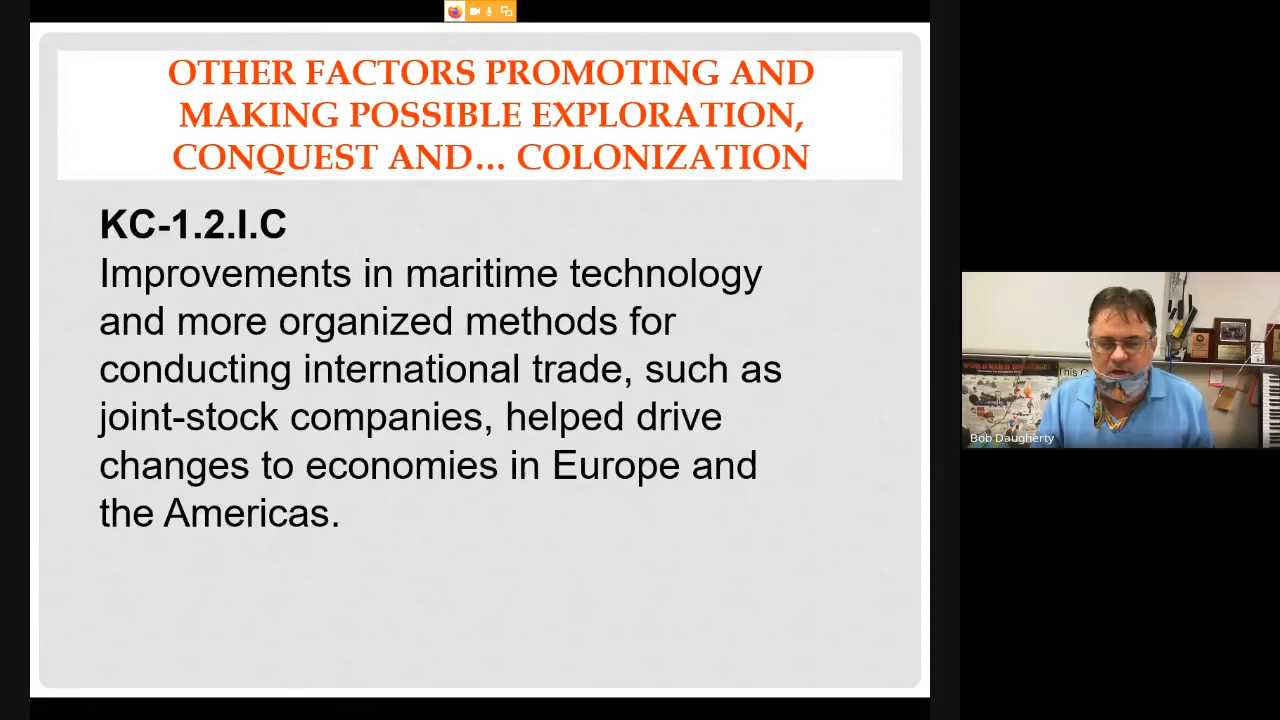 OTHER FACTORS PROMOTING AND
MAKING POSSIBLE EXPLORATION,
CONQUEST AND… COLONIZATION
KC-1.2.I.C
Improvements in maritime technology
and more organized methods for
conducting international trade, such as
joint-stock companies, helped drive
changes to economies in Europe and
the Americas.
Bob Daugherty